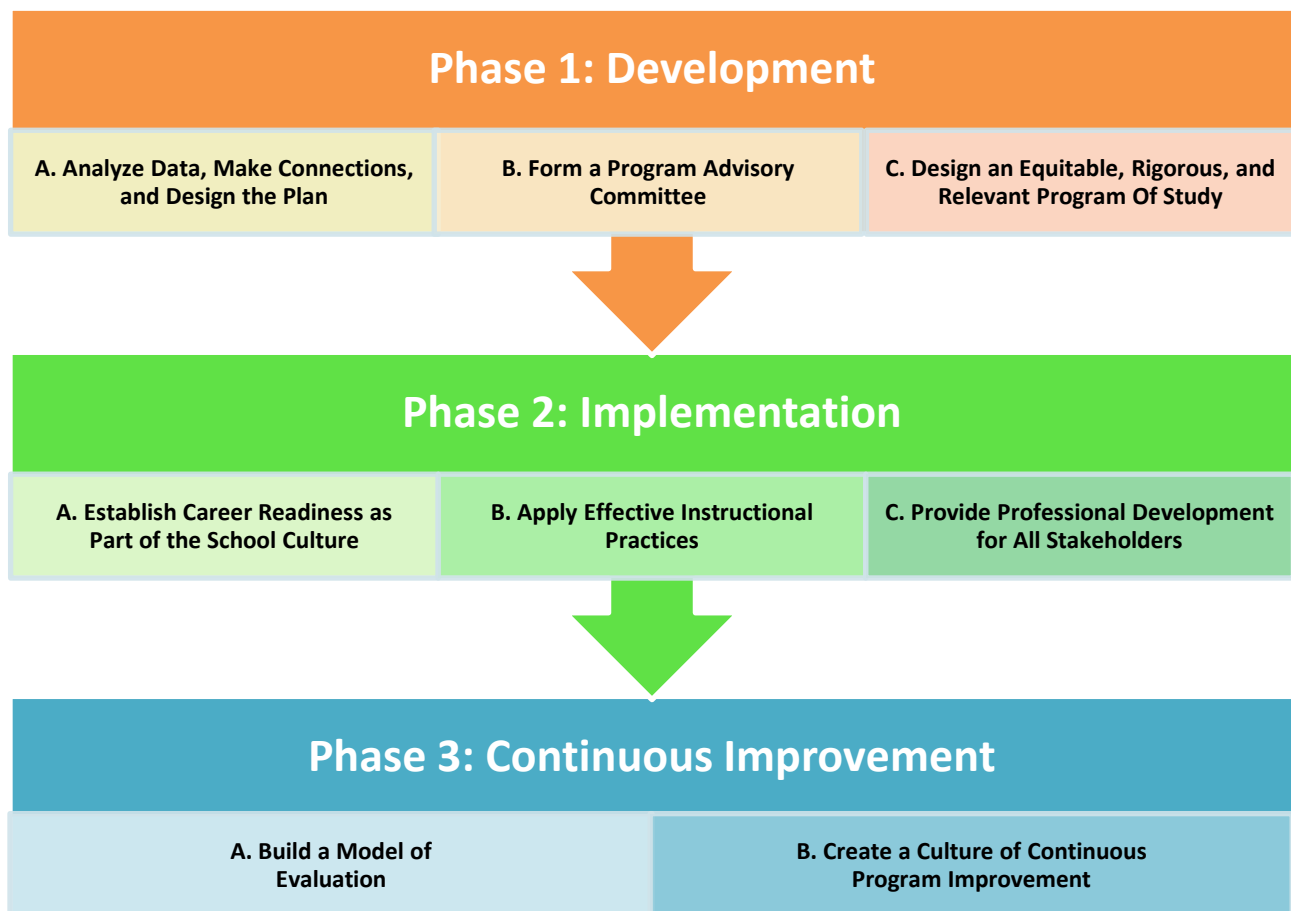 Phase 1: Development
A. Analyze Data, Make Connections,
and Design the Plan
B. Form a Program Advisory
Committee
C. Design an Equitable, Rigorous, and
Relevant Program Of Study
Phase 2: Implementation
A. Establish Career Readiness as
Part of the School Culture
B. Apply Effective Instructional
Practices
C. Provide Professional Development
for All Stakeholders
Phase 3: Continuous Improvement
A. Build a Model of
Evaluation
B. Create a Culture of Continuous
Program Improvement